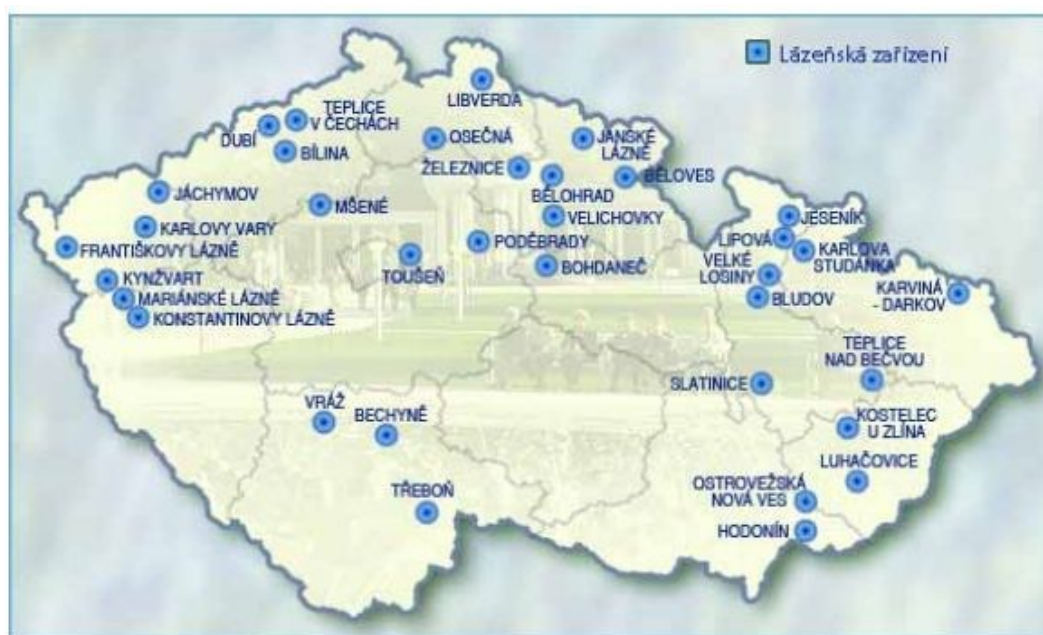 Lázeňská zařízení
LIBVERDA
TEPLICE
V ČECHÁCH
DUBÍ
BÍLINA
OSEČNÁ
JANSKÉ
LÁZNĚ
ŽELEZNICE
BĚLOHRAD
BĚLOVES
JÁCHYMOV
MŠENÉ
VELICHOVKY
JESENÍK
KARLOVY VARY
FRANTIŠKOVY LÁZNĚ
PODĚBRADY
LIPOVÁ
KARLOVA
STUDÁNKA
TOUŠEŇ
BOHDANEČ
VELKÉ
LOSINY
KYNŽVART
MARIÁNSKÉ LÁZNĚ
KONSTANTINOVY LÁZNĚ
BLUDOV
KARVINÁ
- DARKOV
TEPLICE
NAD BEČVOU
SLATINICE
VRÁŽ
BECHYNĚ
KOSTELEC
U ZLÍNA
LUHAČOVICE
TŘEBOŇ
OSTROVEŽSKÁ
NOVÁ VES
HODONÍN